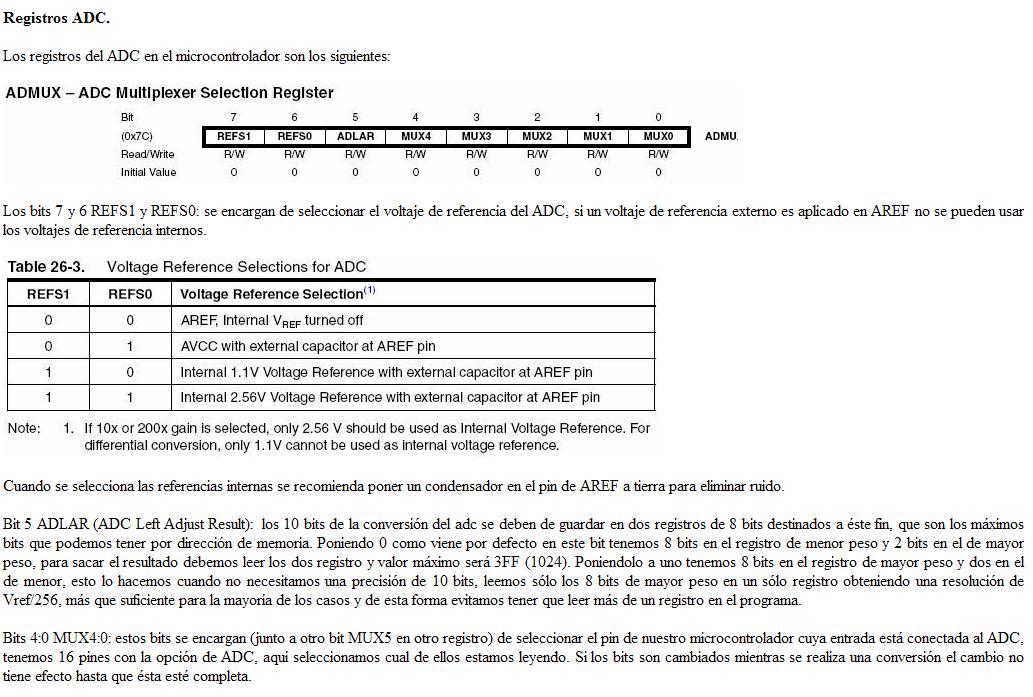 Registros ADC.
Los registros del ADC en el microcontrolador son los siguientes:
ADMUX – ADC Multiplexer Selection Register
Bit 7 6 5 4 3 2 1 0
(0x7C) REFS1 REFS0 ADLAR MUX4 MUX3 MUX2 MUX1 MUX0 ADMU
Read/Write R/W R/W R/W R/W R/W R/W R/W R/W
Initial Value 0 0 0 0 0 0 0 0
Los bits 7 y 6 REFS1 y REFS0: se encargan de seleccionar el voltaje de referencia del ADC, si un voltaje de referencia externo es aplicado en AREF no se pueden usar
los voltajes de referencia internos.
Table 26-3. Voltage Reference Selections for ADC
REFS1 REFS0 Voltage Reference Selection(1)
0 0 AREF, Internal VREF turned off
0 1 AVCC with external capacitor at AREF pin
1 0 Internal 1.1V Voltage Reference with external capacitor at AREF pin
1 1 Internal 2.56V Voltage Reference with external capacitor at AREF pin
Note: 1. If 10x or 200x gain is selected, only 2.56 V should be used as Internal Voltage Reference. For
differential conversion, only 1.1V cannot be used as internal voltage reference.
Cuando se selecciona las referencias internas se recomienda poner un condensador en el pin de AREF a tierra para eliminar ruido.
Bit 5 ADLAR (ADC Left Adjust Result): los 10 bits de la conversión del adc se deben de guardar en dos registros de 8 bits destinados a éste fin, que son los máximos
bits que podemos tener por dirección de memoria. Poniendo 0 como viene por defecto en este bit tenemos 8 bits en el registro de menor peso y 2 bits en el de mayor
peso, para sacar el resultado debemos leer los dos registro y valor máximo será 3FF (1024). Poniendolo a uno tenemos 8 bits en el registro de mayor peso y dos en el
de menor, esto lo hacemos cuando no necesitamos una precisión de 10 bits, leemos sólo los 8 bits de mayor peso en un sólo registro obteniendo una resolución de
Vref/256, más que suficiente para la mayoria de los casos y de esta forma evitamos tener que leer más de un registro en el programa.
Bits 4:0 MUX4:0: estos bits se encargan (junto a otro bit MUX5 en otro registro) de seleccionar el pin de nuestro microcontrolador cuya entrada está conectada al ADC,
tenemos 16 pines con la opción de ADC, aqui seleccionamos cual de ellos estamos leyendo. Si los bits son cambiados mientras se realiza una conversión el cambio no
tiene efecto hasta que ésta esté completa.